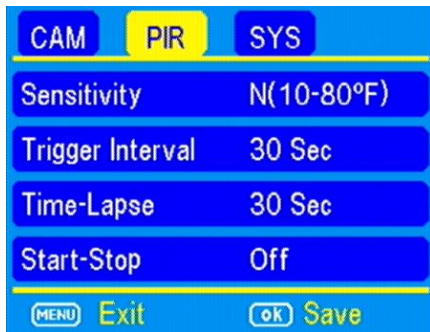 CAM PIR SYS
Sensitivity N(10-80ºF)
Trigger Interval 30 Sec
Time-Lapse 30 Sec
Start-Stop Off
MENU Exit ok Save